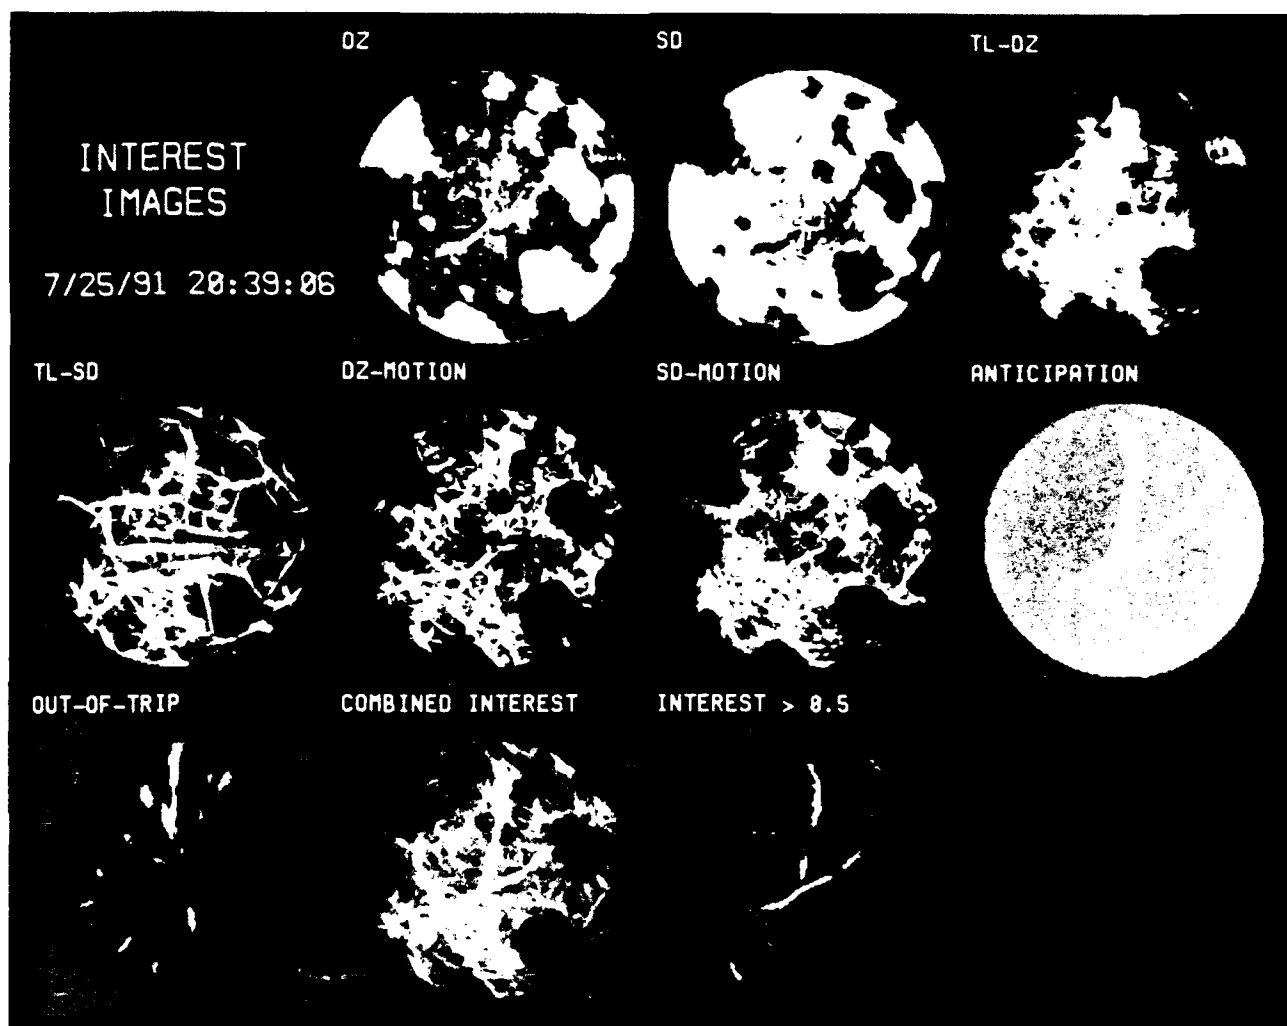 DZ
SD
TL-DZ
INTEREST
IMAGES
7/25/91 20:39:06
TL-SD
DZ-MOTION
SD-MOTION
ANTICIPATION
OUT-OF-TRIP
COMBINED INTEREST
INTEREST > 0.5